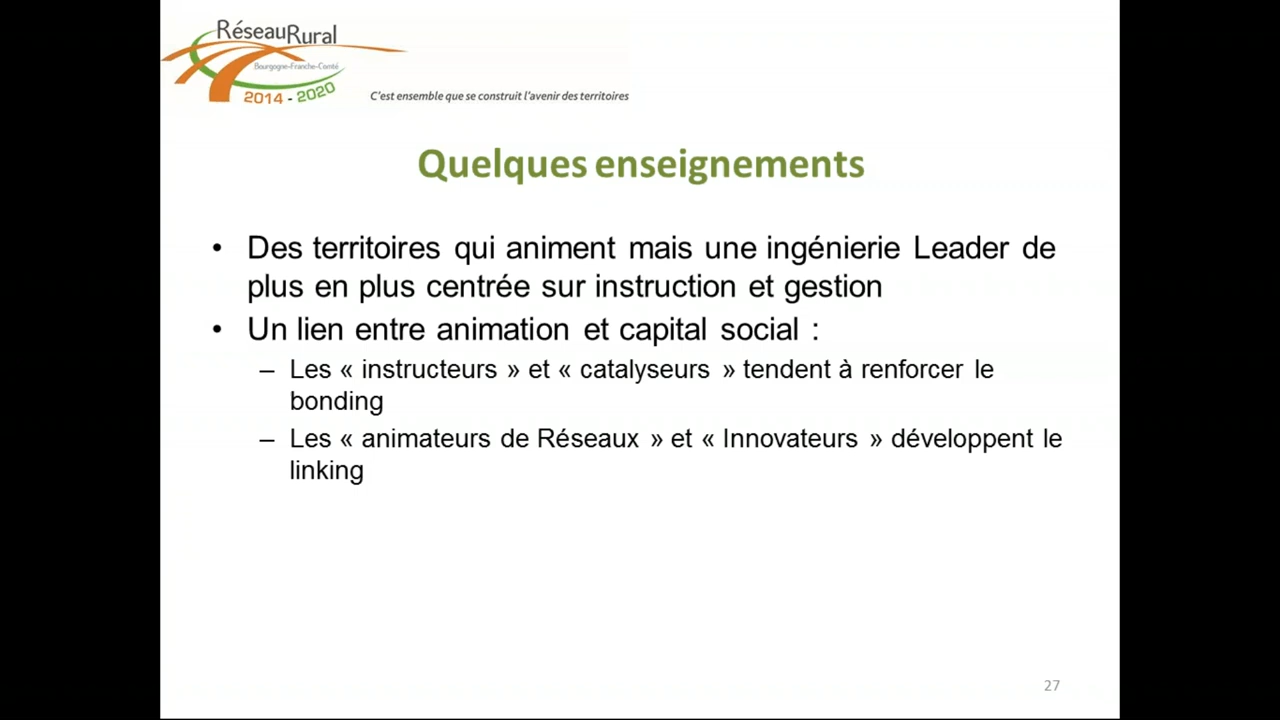 RéseauRural
Bourgogne-Franche-Comté
2014 - 2020
C'est ensemble que se construit l'avenir des territoires
Quelques enseignements
• Des territoires qui animent mais une ingénierie Leader de
plus en plus centrée sur instruction et gestion
• Un lien entre animation et capital social :
– Les « instructeurs » et « catalyseurs » tendent à renforcer le
bonding
– Les « animateurs de Réseaux » et « Innovateurs » développent le
linking
27